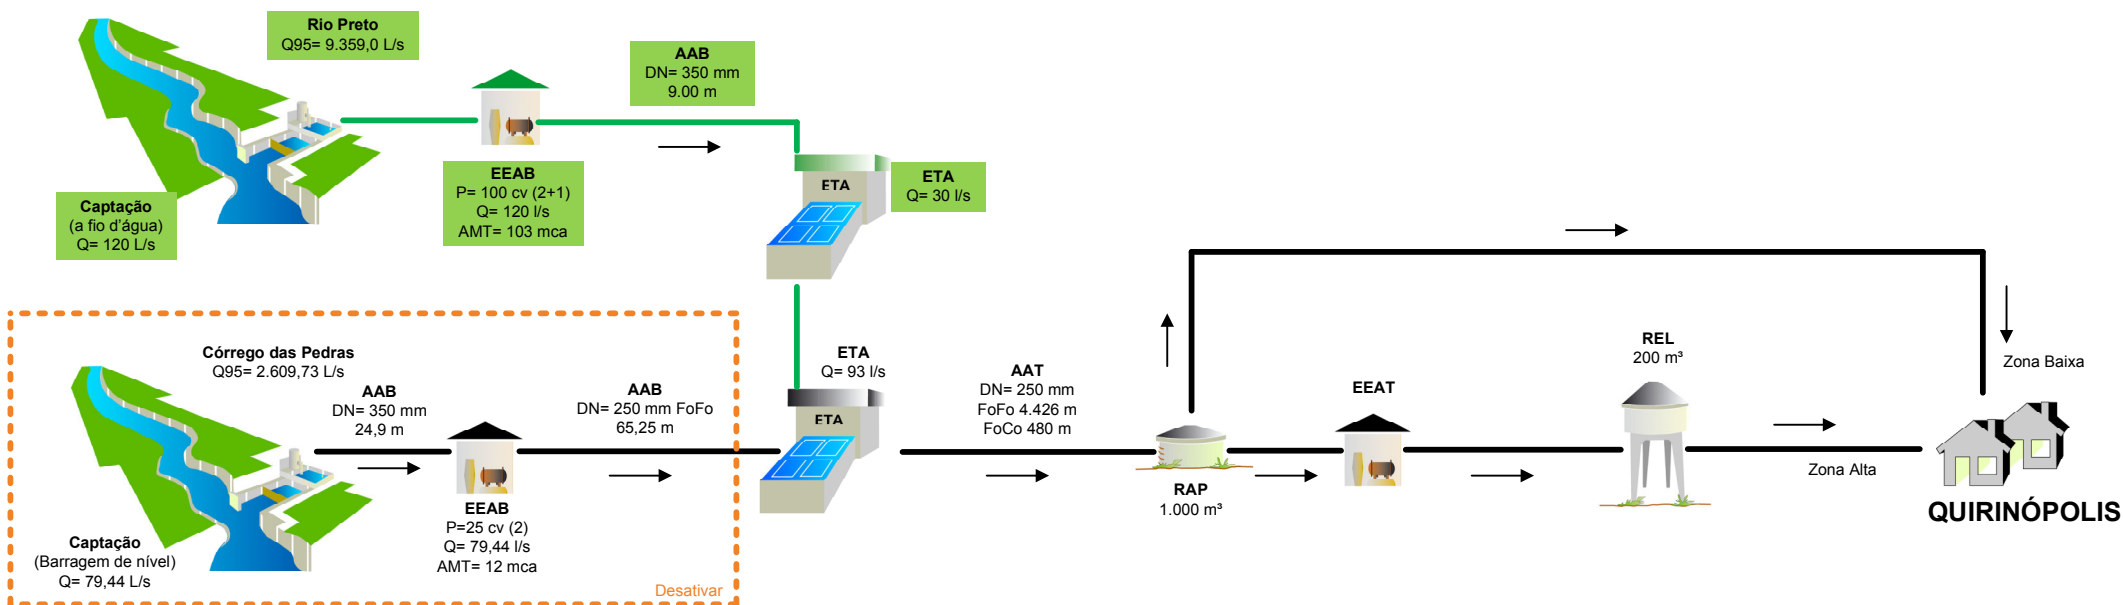 Rio Preto
Q95= 9.359,0 L/s
AAB
DN= 350 mm
9.00 m
Captação
(a fio d'água)
Q= 120 L/s
EEAB
P= 100 cv (2+1)
Q= 120 l/s
AMT= 103 mca
ETA
ETA
Q= 30 l/s
Córrego das Pedras
Q95= 2.609,73 L/s
AAB
DN= 350 mm
24,9 m
AAB
DN= 250 mm FoFo
65,25 m
Captação
(Barragem de nível)
Q= 79,44 L/s
EEAB
P=25 cv (2)
Q= 79,44 l/s
AMT= 12 mca
Desativar
ETA
Q= 93 l/s
ETA
AAT
DN= 250 mm
FoFo 4.426 m
FoCo 480 m
RAP
1.000 m³
EEAT
REL
200 m³
Zona Baixa
Zona Alta
QUIRINÓPOLIS